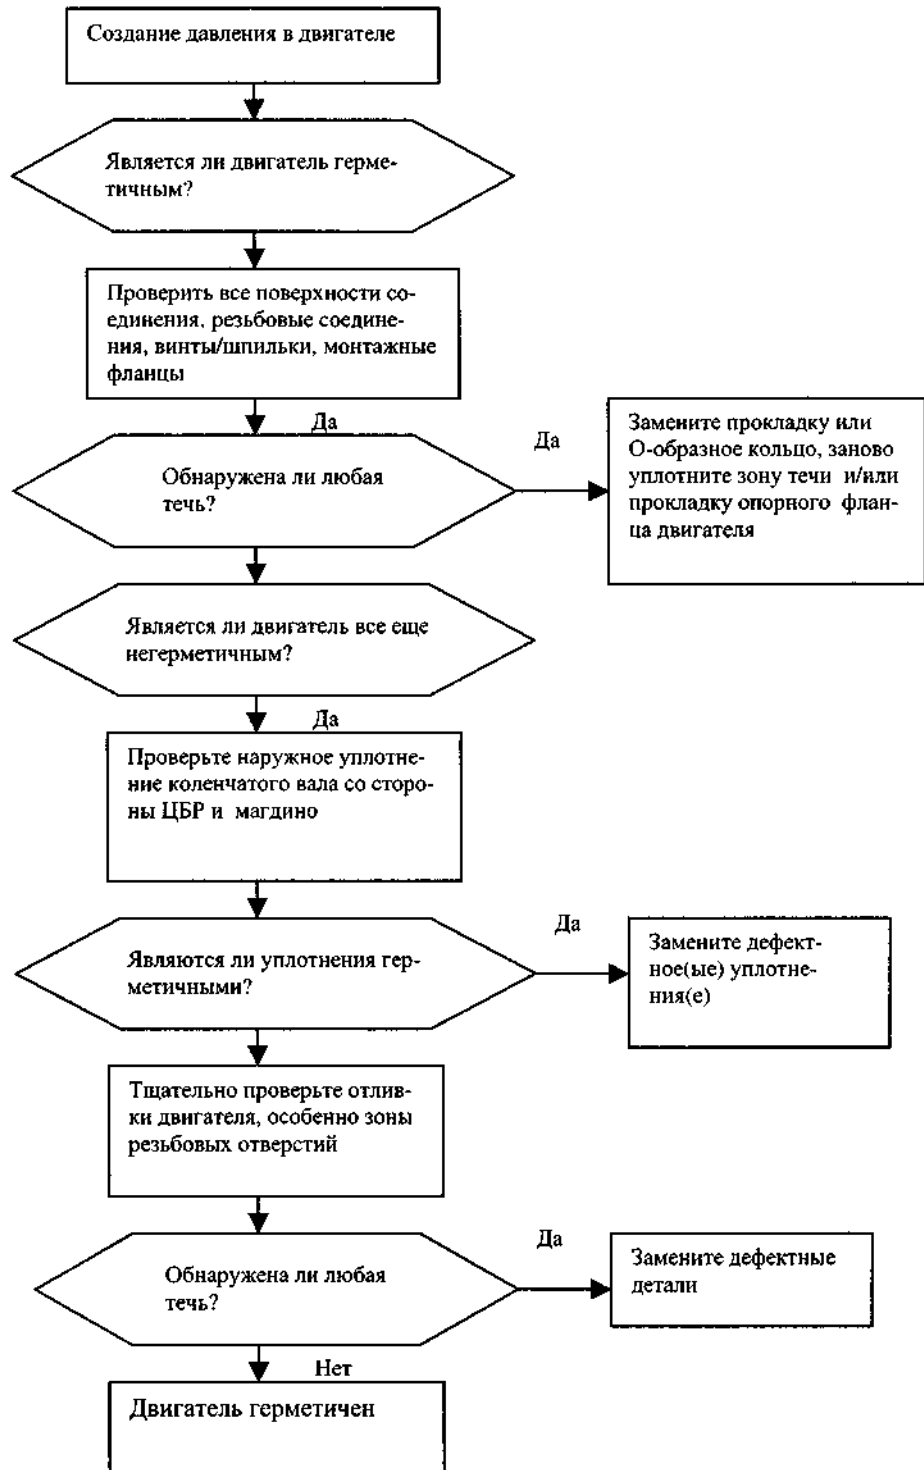 Создание давления в двигателе
Является ли двигатель герме-
тичным?
Проверить все поверхности со-
единения, резьбовые соедине-
ния, винты/шпильки, монтажные
фланцы
Да
Обнаружена ли любая
течь?
Да
Замените прокладку или
О-образное кольцо, заново
уплотните зону течи и/или
прокладку опорного флан-
ца двигателя
Является ли двигатель все еще
негерметичным?
Да
Проверьте наружное уплотне-
ние коленчатого вала со сторо-
ны ЦБР и магдино
Являются ли уплотнения гер-
метичными?
Да
Замените дефект-
ное(ые) уплотне-
ния(е)
Тщательно проверьте отлив-
ки двигателя, особенно зоны
резьбовых отверстий
Обнаружена ли любая
течь?
Да
Замените дефектные
детали
Нет
Двигатель герметичен